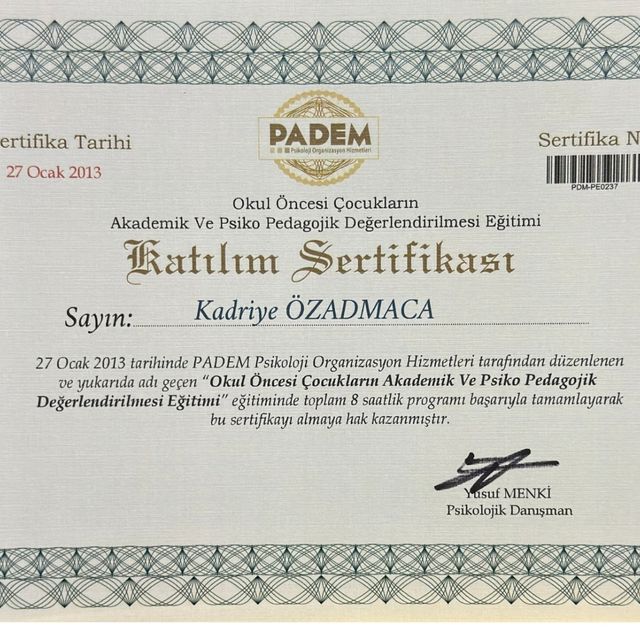 PADEM
Psikoloji Organizasyon Hizmetleri
ertifika Tarihi
27 Ocak 2013
Sertifika N
PDM-PE0237
Okul Öncesi Çocukların
Akademik Ve Psiko Pedagojik Değerlendirilmesi Eğitimi
Katılım Sertifikası
Sayın: Kadriye ÖZADMACA
27 Ocak 2013 tarihinde PADEM Psikoloji Organizasyon Hizmetleri tarafından düzenlenen
ve yukarıda adı geçen “Okul Öncesi Çocukların Akademik Ve Psiko Pedagojik
Değerlendirilmesi Eğitimi” eğitiminde toplam 8 saatlik programı başarıyla tamamlayarak
bu sertifikayı almaya hak kazanmıştır.
Yusuf MENKİ
Psikolojik Danışman